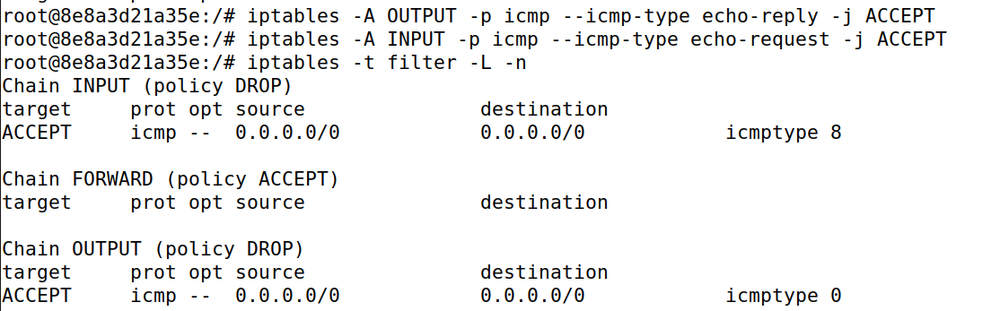 root@8e8a3d21a35e:/# iptables -A OUTPUT -p icmp --icmp-type echo-reply -j ACCEPT
root@8e8a3d21a35e:/# iptables -A INPUT -p icmp --icmp-type echo-request -j ACCEPT
root@8e8a3d21a35e:/# iptables -t filter -L -n
Chain INPUT (policy DROP)
target     prot opt source               destination
ACCEPT     icmp --  0.0.0.0/0            0.0.0.0/0            icmptype 8
Chain FORWARD (policy ACCEPT)
target     prot opt source               destination
Chain OUTPUT (policy DROP)
target     prot opt source               destination
ACCEPT     icmp --  0.0.0.0/0            0.0.0.0/0            icmptype 0